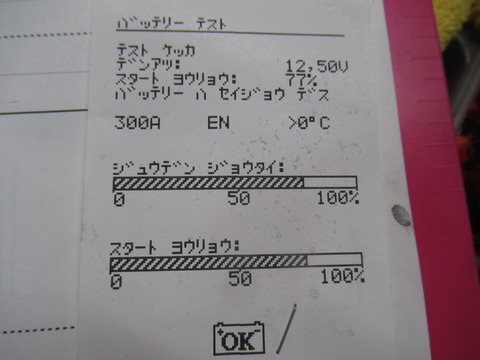 バッテリー テスト
テスト ケッカ
デンアツ: 12,50V
スタート ヨウリョウ: 77%
バッテリー ハ セイジョウ デス
300A EN >0°C
ジュウデン ジョウタイ:
0 50 100%
スタート ヨウリョウ:
0 50 100%
+ -
OK